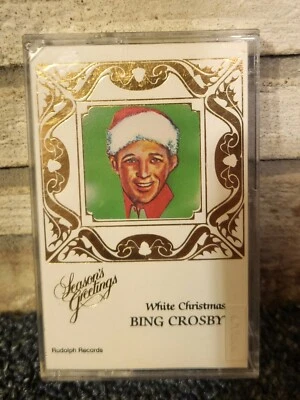 Season's
Greetings
White Christmas
BING CROSBY
Rudolph Records